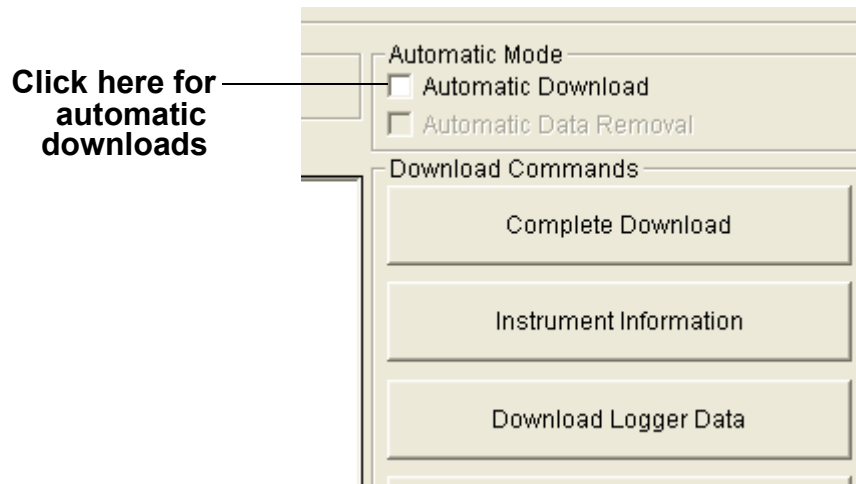 Click here for
automatic
downloads
Automatic Mode
Automatic Download
Automatic Data Removal
Download Commands
Complete Download
Instrument Information
Download Logger Data